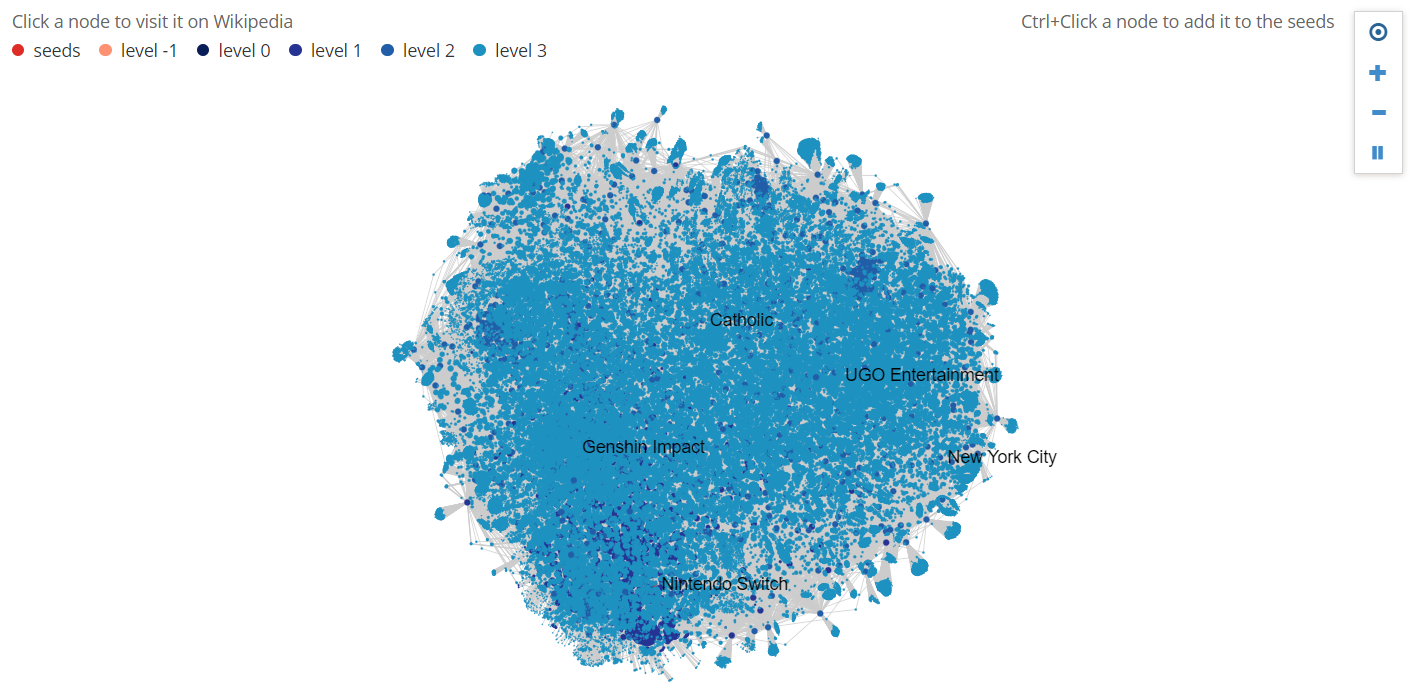 Click a node to visit it on Wikipedia
Ctrl+Click a node to add it to the seeds
seeds level -1 level 0 level 1 level 2 level 3
Catholic
UGO Entertainment
Genshin Impact
New York City
Nintendo Switch